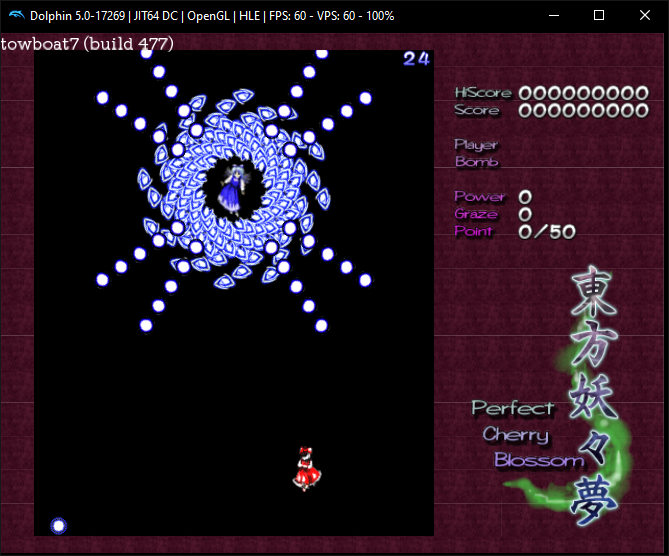 Dolphin 5.0-17269 | JIT64 DC | OpenGL | HLE | FPS: 60 - VPS: 60 - 100%
towboat7 (build 477)
24
HiScore 000000000
Score 000000000
Player
Bomb
Power 0
Graze 0
Point 0/50
東方妖々夢
Perfect
Cherry
Blossom